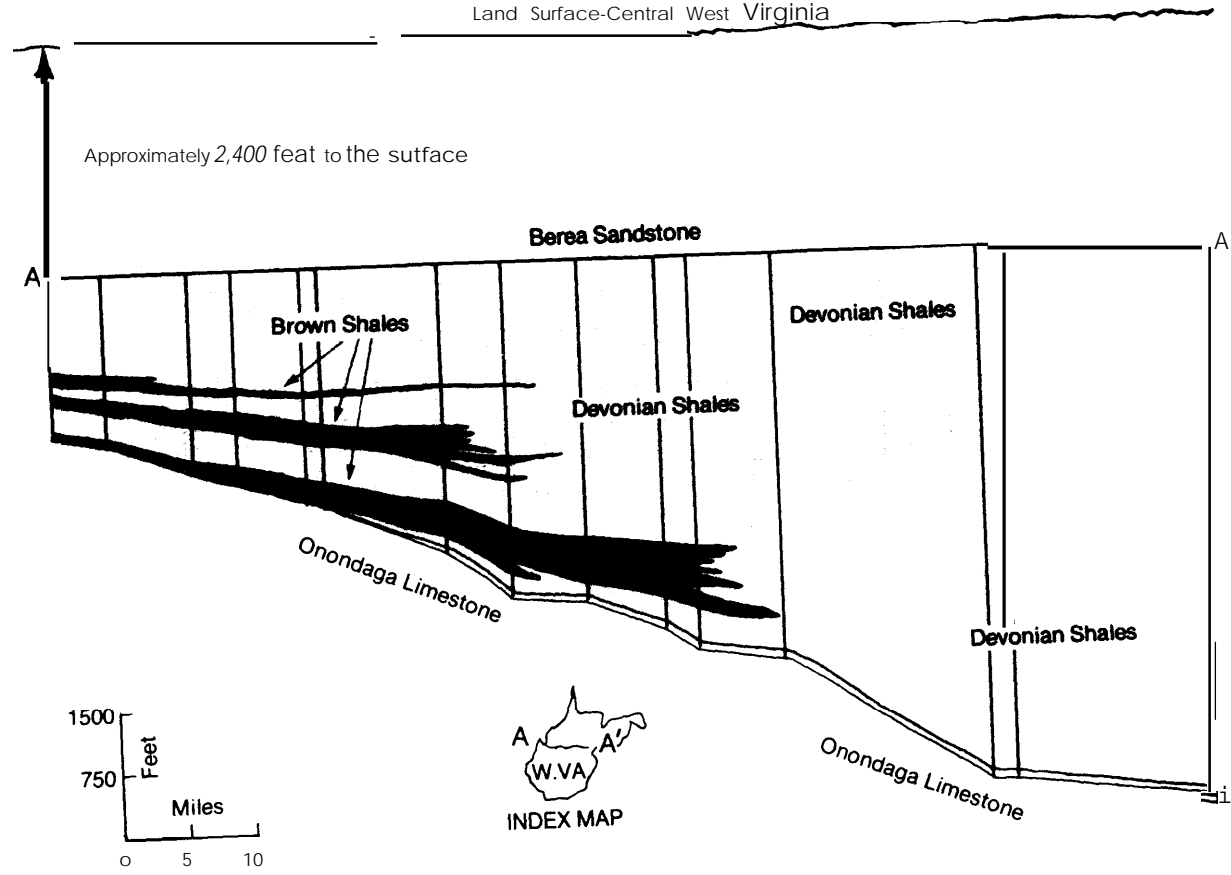 Land Surface-Central West Virginia
Approximately 2,400 feat to the sutface
Berea Sandstone
A
A
Brown Shales
Devonian Shales
Devonian Shales
Onondaga Limestone
Devonian Shales
1500
750
Feet
Miles
o 5 10
A
A'
W.VA
INDEX MAP
Onondaga Limestone